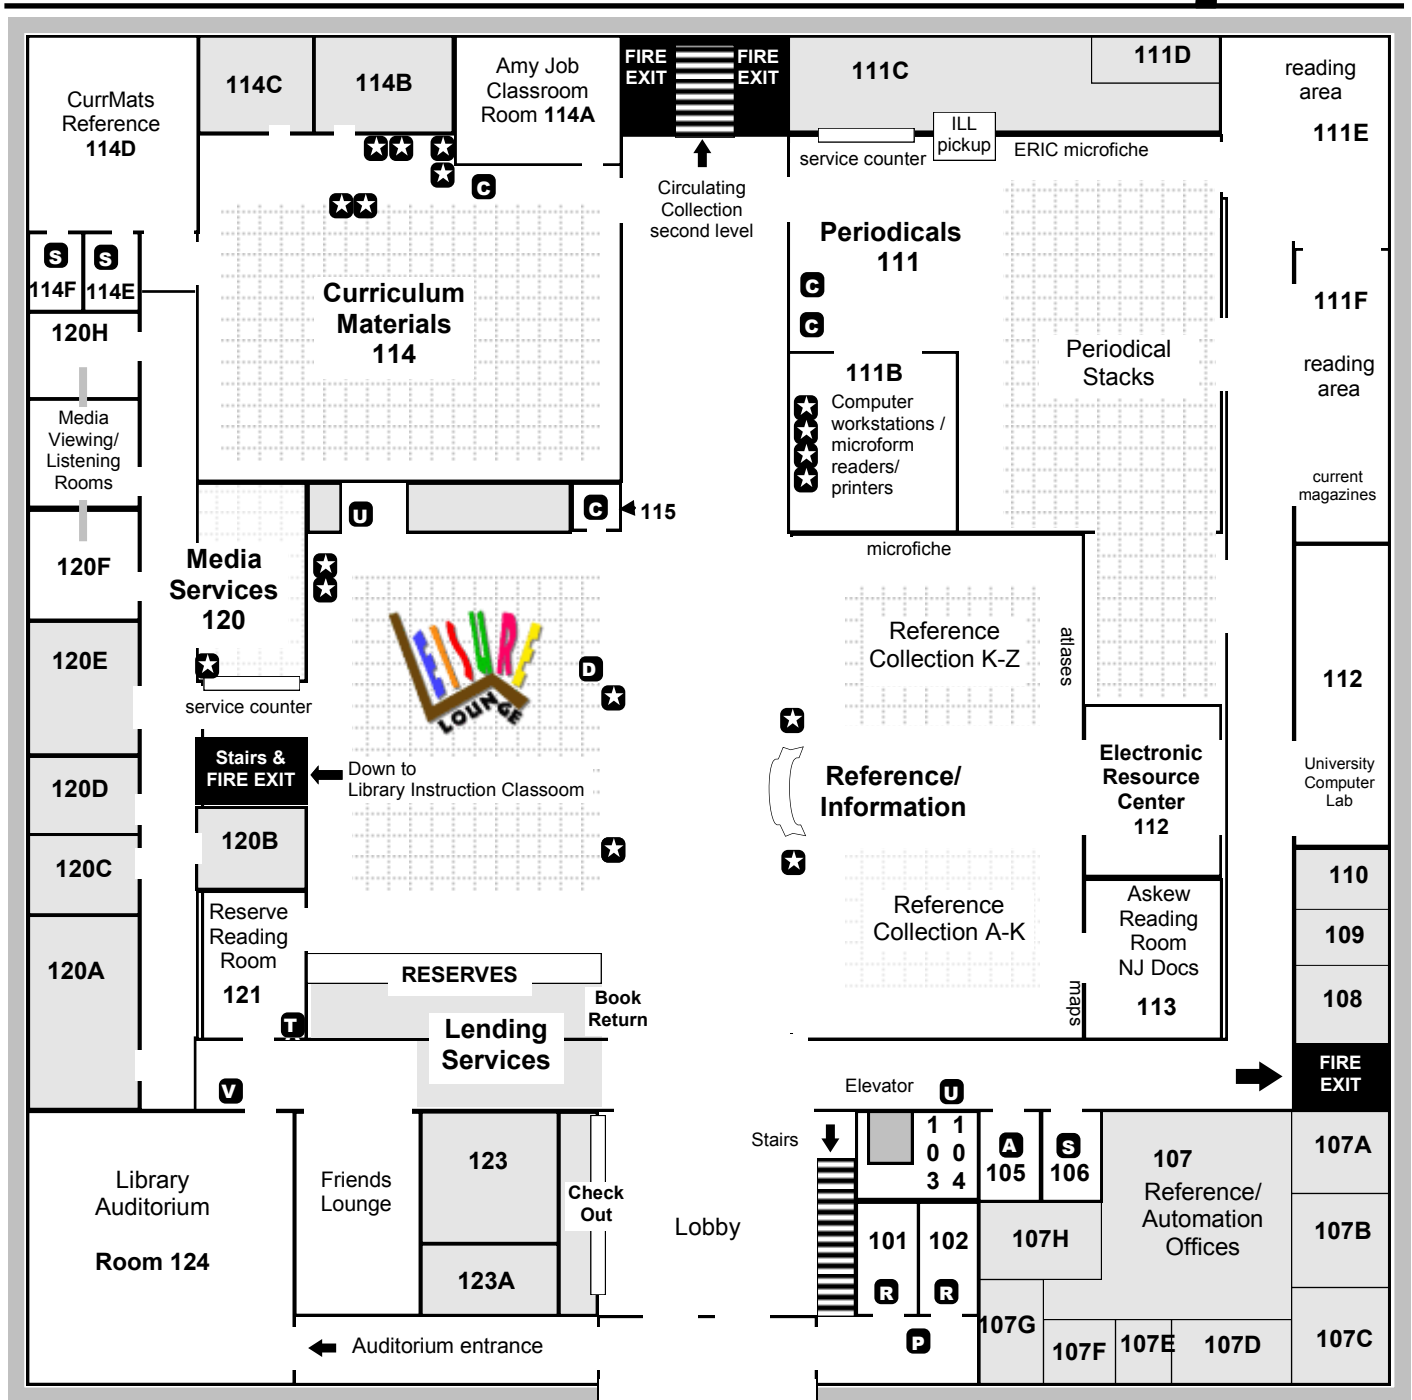 CurrMats
Reference
114D
114C
114B
Amy Job
Classroom
Room 114A
FIRE
EXIT
FIRE
EXIT
111C
111D
reading
area
111E
ILL
pickup
service counter
ERIC microfiche
C
Circulating
Collection
second level
Periodicals
111
S
S
114F
114E
C
C
111F
reading
area
current
magazines
Curriculum
Materials
114
Periodical
Stacks
120H
Media
Viewing/
Listening
Rooms
111B
Computer
workstations /
microform
readers/
printers
U
C
115
microfiche
120F
Media
Services
120
service counter
120E
LEISURE
LOUNGE
D
Reference
Collection K-Z
atlases
112
University
Computer
Lab
Stairs &
FIRE EXIT
Down to
Library Instruction Classoom
Reference/
Information
Electronic
Resource
Center
112
120D
120B
120C
110
109
108
120A
Reserve
Reading
Room
121
T
RESERVES
Book
Return
Lending
Services
Reference
Collection A-K
maps
Askew
Reading
Room
NJ Docs
113
V
FIRE
EXIT
Elevator
U
Stairs
103
104
A
105
S
106
107
Reference/
Automation
Offices
107A
107B
107C
Library
Auditorium
Room 124
Friends
Lounge
123
123A
Check
Out
Lobby
101
R
102
R
107H
107G
107F
107E
107D
P
Auditorium entrance